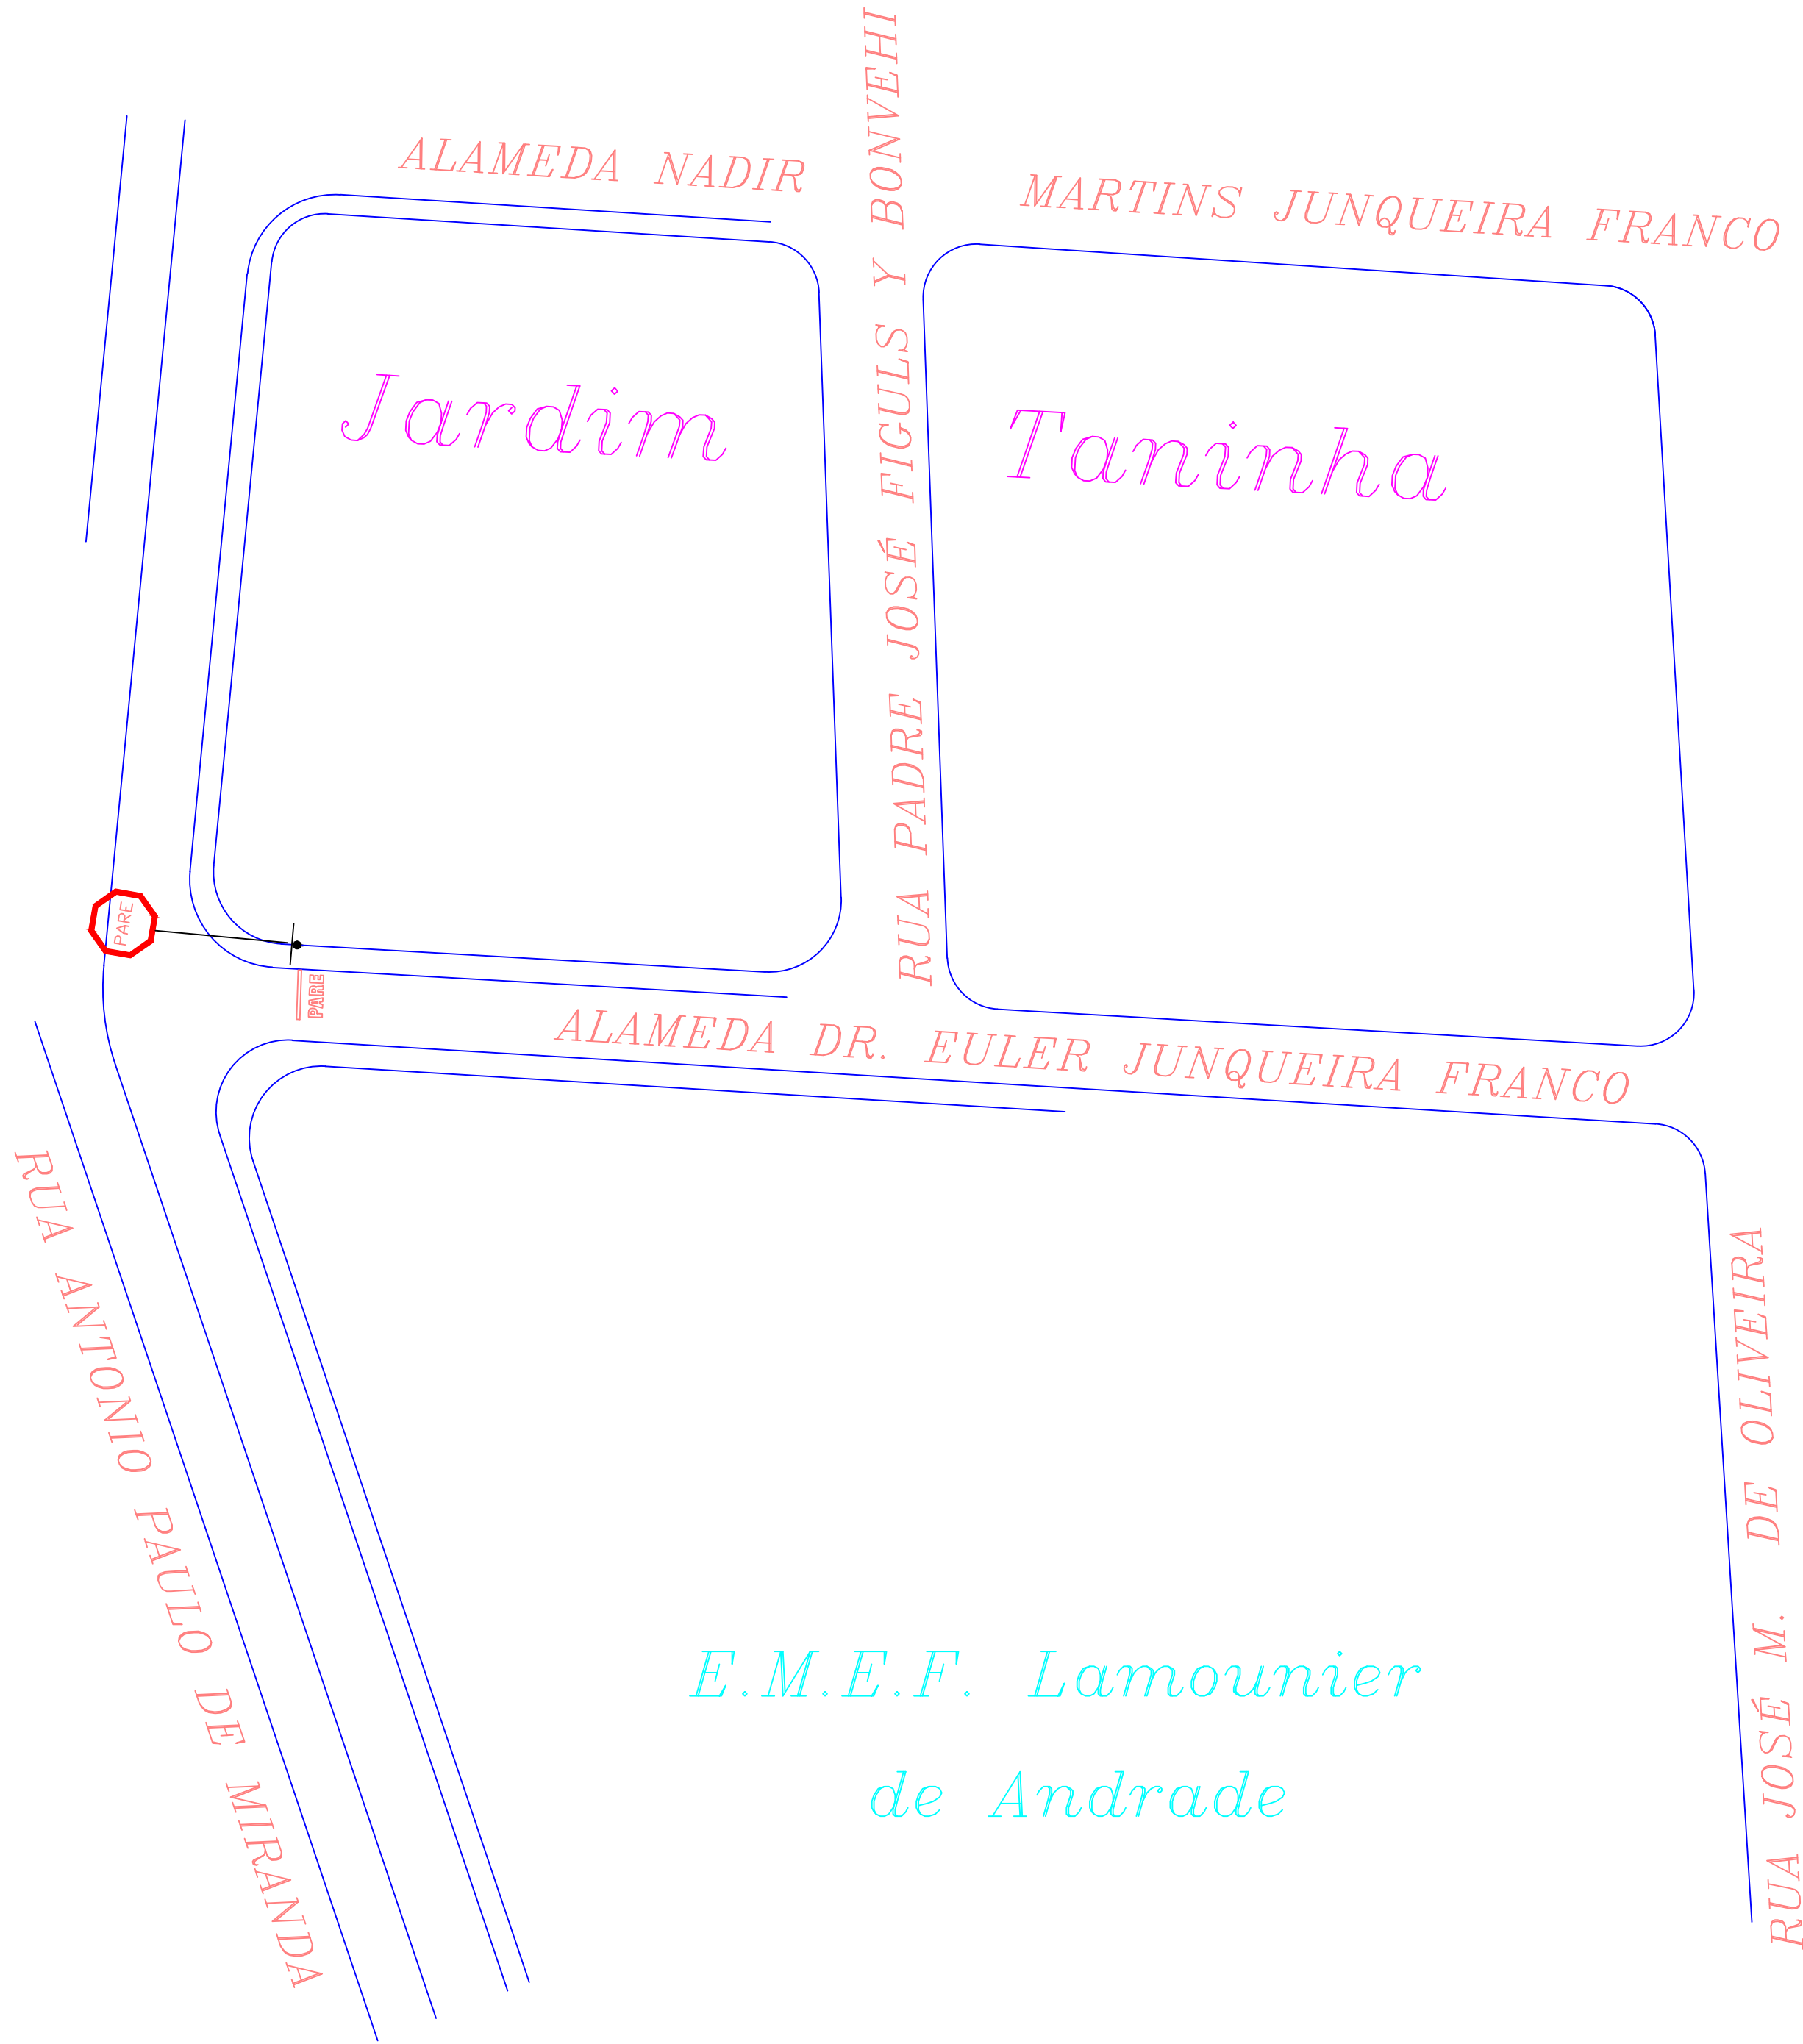 RUA PADRE JOSÉ FIGULS Y BONVEHI
ALAMEDA NADIR MARTINS JUNQUEIRA FRANCO
Jardim Taninha
PARE
PARE
ALAMEDA DR. EULER JUNQUEIRA FRANCO
RUA ANTONIO PAULO DE MIRANDA
RUA JOSÉ M. DE OLIVEIRA
E.M.E.F. Lamounier
de Andrade